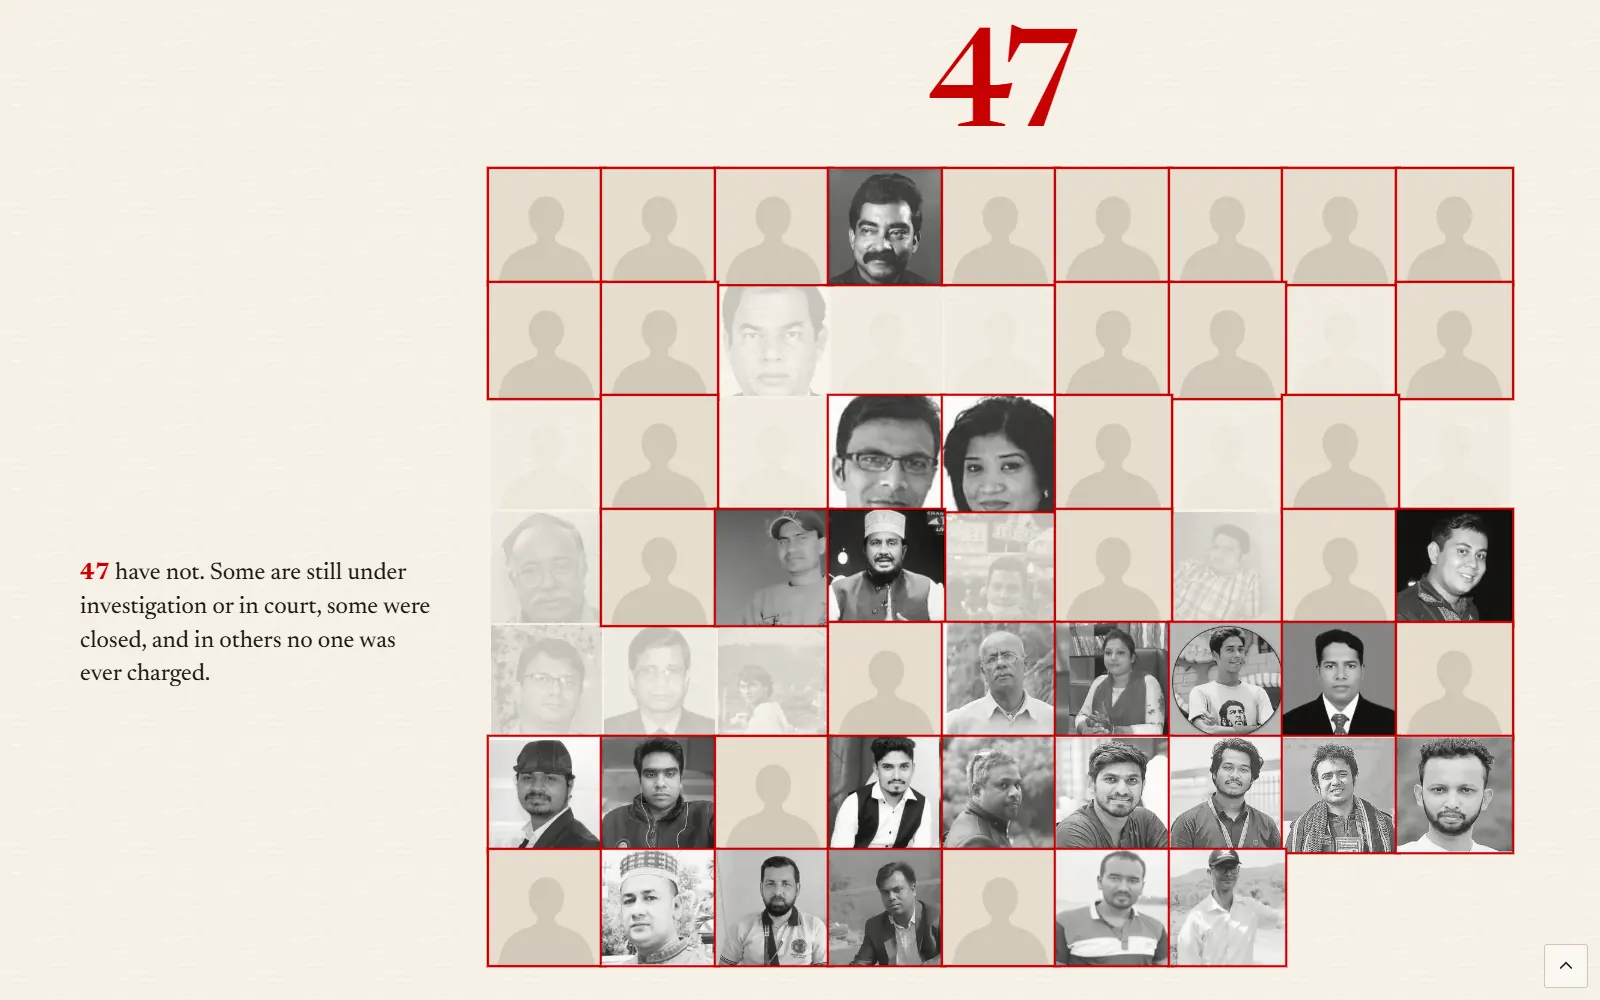 47
47 have not. Some are still under
investigation or in court, some were
closed, and in others no one was
ever charged.